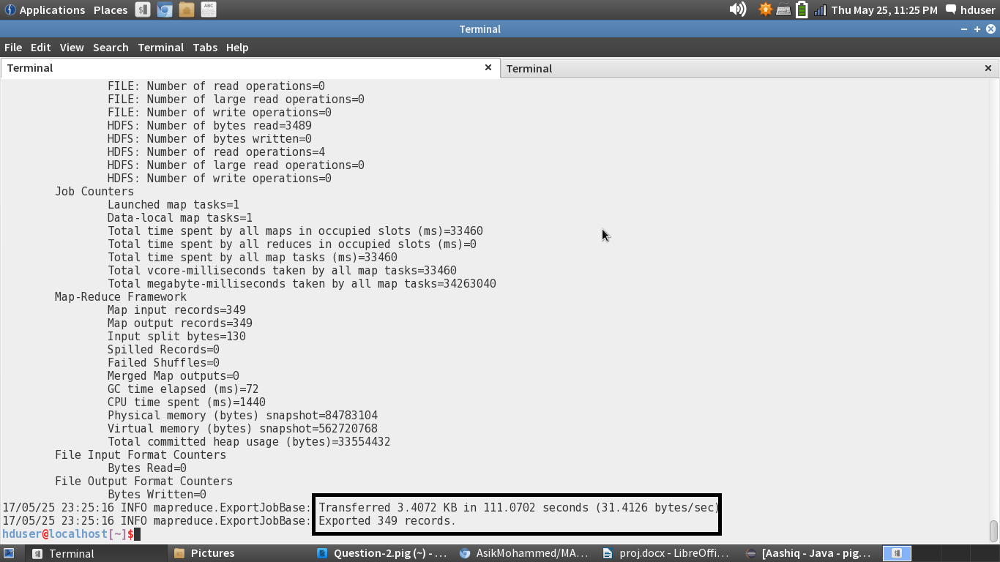 Applications Places Thu May 25, 11:25 PM hduser
Terminal
File Edit View Search Terminal Tabs Help
Terminal Terminal
FILE: Number of read operations=0
FILE: Number of large read operations=0
FILE: Number of write operations=0
HDFS: Number of bytes read=3489
HDFS: Number of bytes written=0
HDFS: Number of read operations=4
HDFS: Number of large read operations=0
HDFS: Number of write operations=0
Job Counters
Launched map tasks=1
Data-local map tasks=1
Total time spent by all maps in occupied slots (ms)=33460
Total time spent by all reduces in occupied slots (ms)=0
Total time spent by all map tasks (ms)=33460
Total vcore-milliseconds taken by all map tasks=33460
Total megabyte-milliseconds taken by all map tasks=34263040
Map-Reduce Framework
Map input records=349
Map output records=349
Input split bytes=130
Spilled Records=0
Failed Shuffles=0
Merged Map outputs=0
GC time elapsed (ms)=72
CPU time spent (ms)=1440
Physical memory (bytes) snapshot=84783104
Virtual memory (bytes) snapshot=562720768
Total committed heap usage (bytes)=33554432
File Input Format Counters
Bytes Read=0
File Output Format Counters
Bytes Written=0
17/05/25 23:25:16 INFO mapreduce.ExportJobBase: Transferred 3.4072 KB in 111.0702 seconds (31.4126 bytes/sec)
17/05/25 23:25:16 INFO mapreduce.ExportJobBase: Exported 349 records.
hduser@localhost[~]$
Terminal Pictures Question-2.pig (~) - ... AsikMohammed/MA... proj.docx - LibreOffi... [Aashiq - Java - pig...